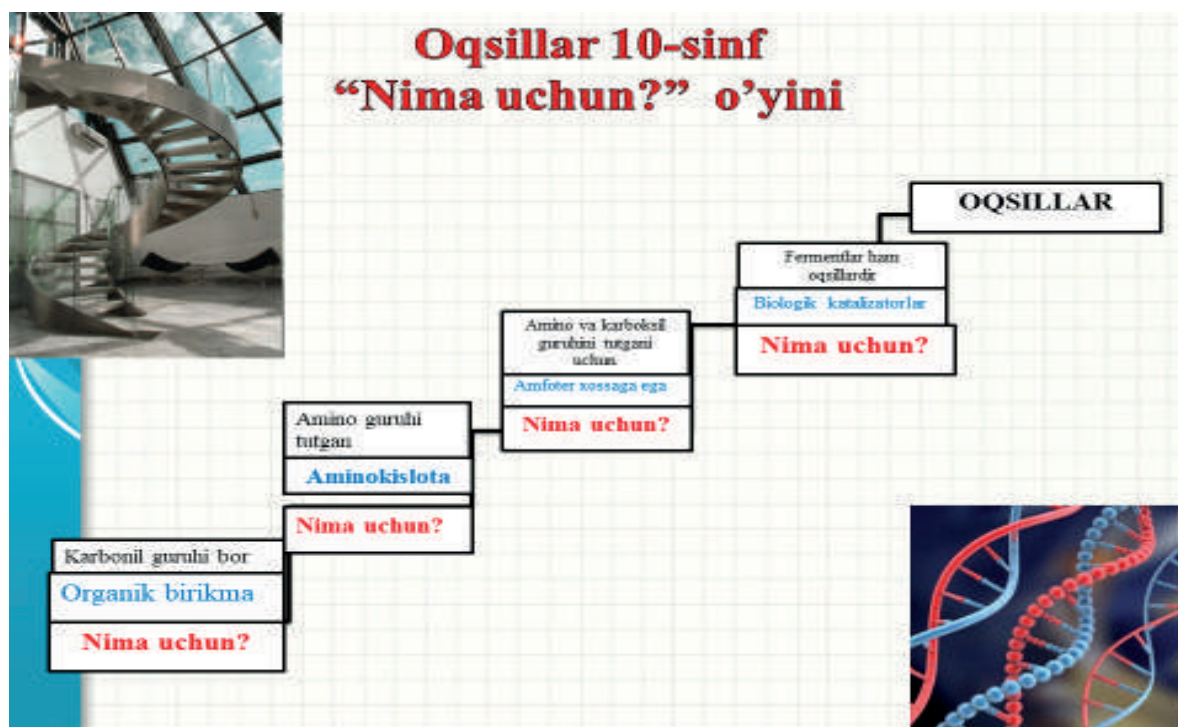 Oqsillar 10-sinf
“Nima uchun?” o’yini
OQSILLAR
Fermentlar ham
oqsillardir
Biologik katalizatorlar
Nima uchun?
Amino va karboksil
guruhini tutgani
uchun
Amfoter xossaga ega
Nima uchun?
Amino guruhi
tutgan
Aminokislota
Nima uchun?
Karbonil guruhi bor
Organik birikma
Nima uchun?